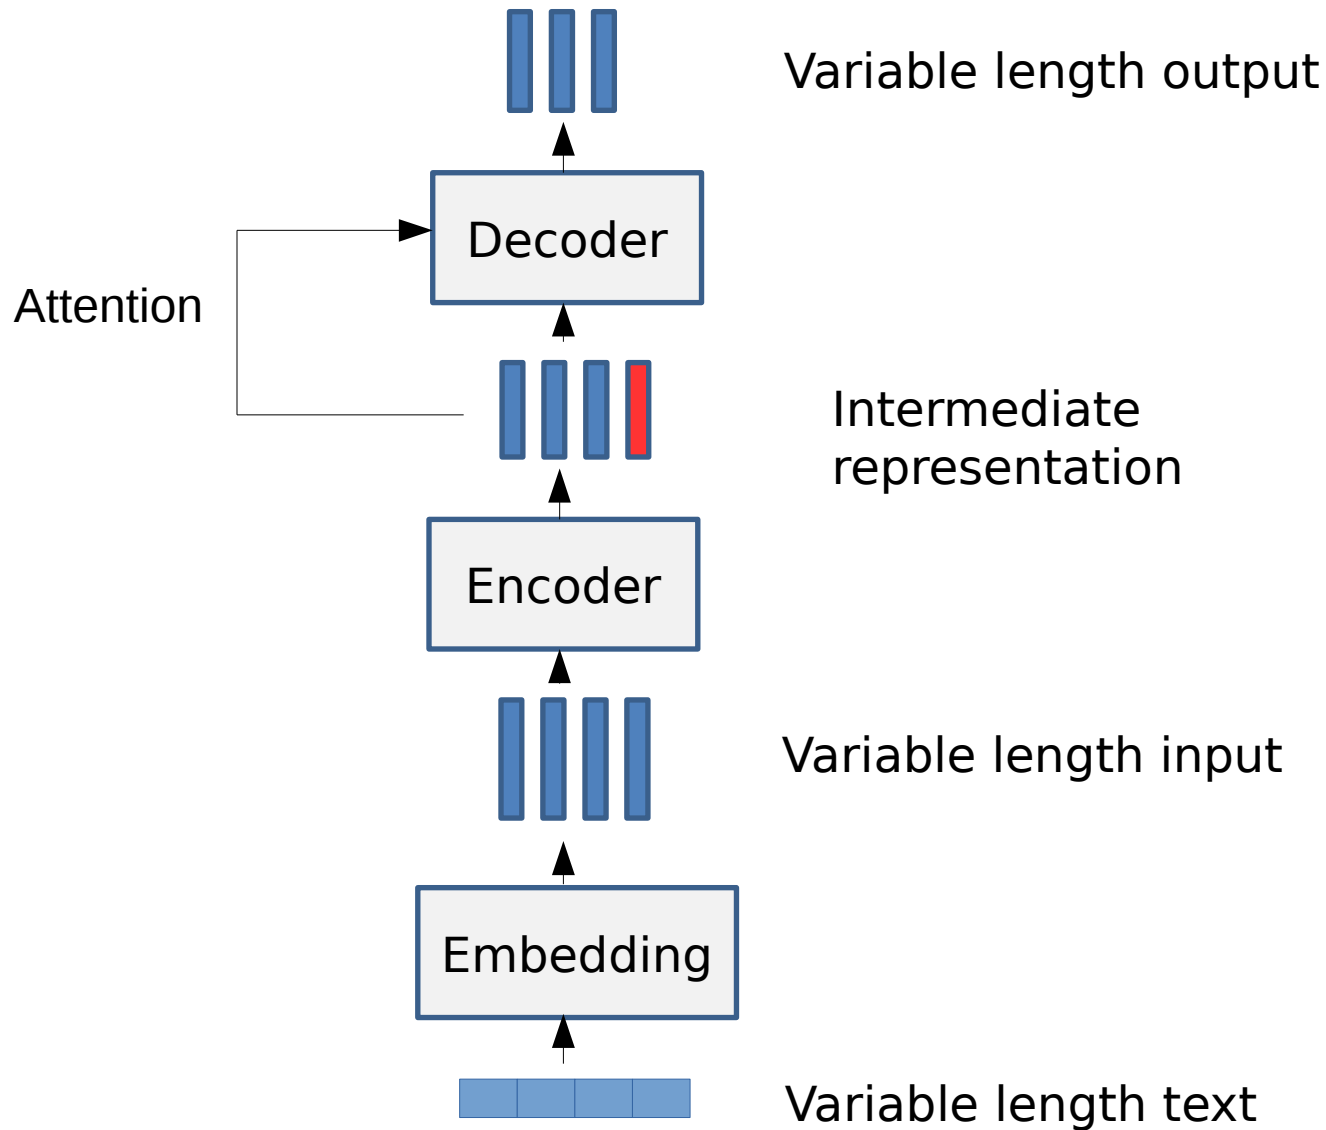 Variable length output
Decoder
Attention
Intermediate
representation
Encoder
Variable length input
Embedding
Variable length text